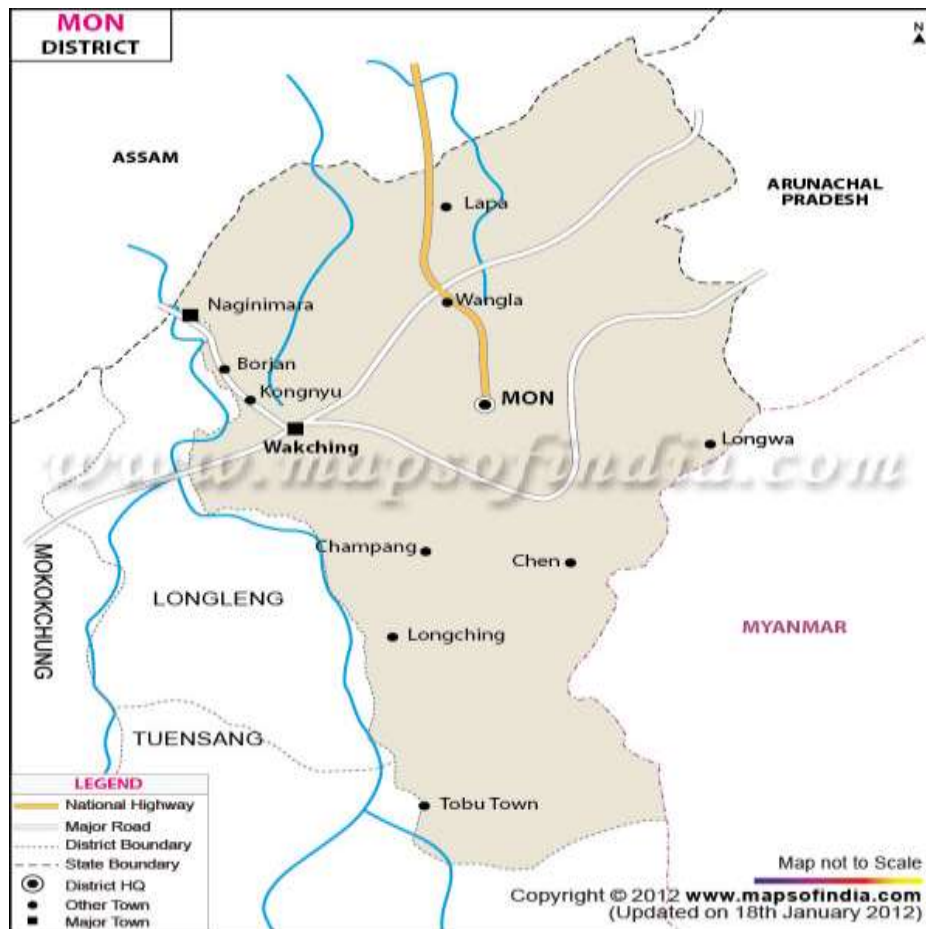 MON
DISTRICT
N
ASSAM
ARUNACHAL
PRADESH
Lapa
Naginimara
Wangla
Borjan
Kongnyu
MON
Wakching
Longwa
www.mapsofindia.com
Champang
Chen
MOKOKCHUNG
LONGLENG
Longching
MYANMAR
TUENSANG
Tobu Town
LEGEND
National Highway
Major Road
District Boundary
State Boundary
District HQ
Other Town
Major Town
Map not to Scale
Copyright © 2012 www.mapsofindia.com
(Updated on 18th January 2012)